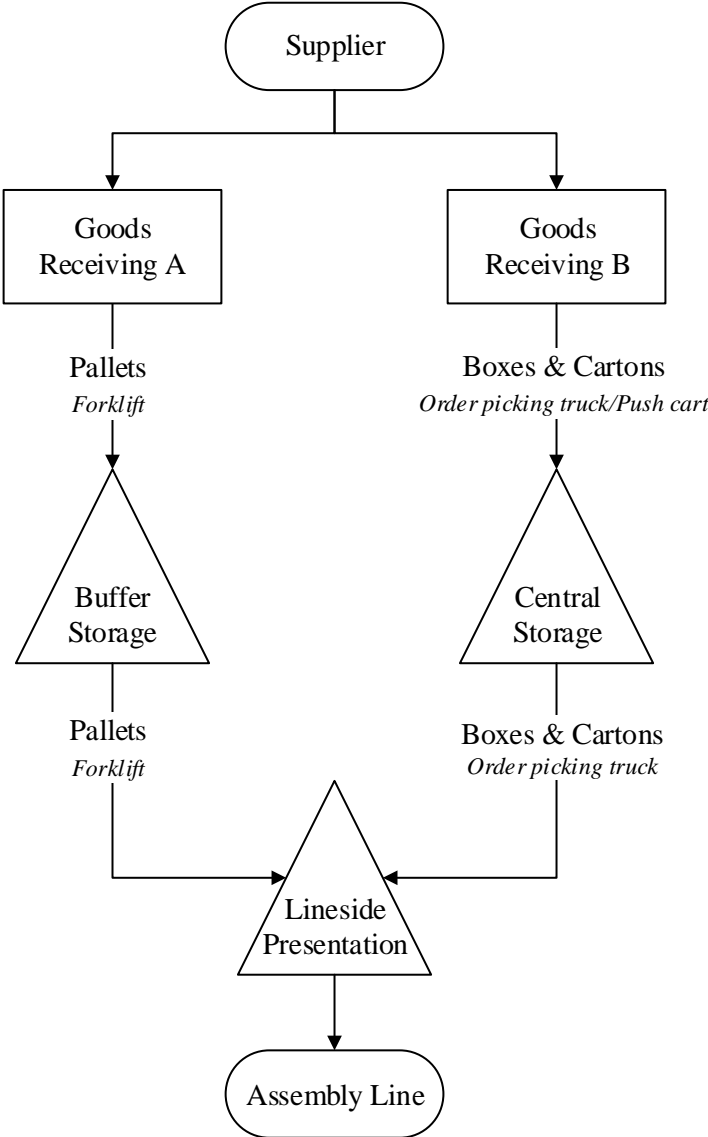 Supplier
Goods
Receiving A
Goods
Receiving B
Pallets
Forklift
Boxes & Cartons
Order picking truck/Push cart
Buffer
Storage
Central
Storage
Pallets
Forklift
Boxes & Cartons
Order picking truck
Lineside
Presentation
Assembly Line